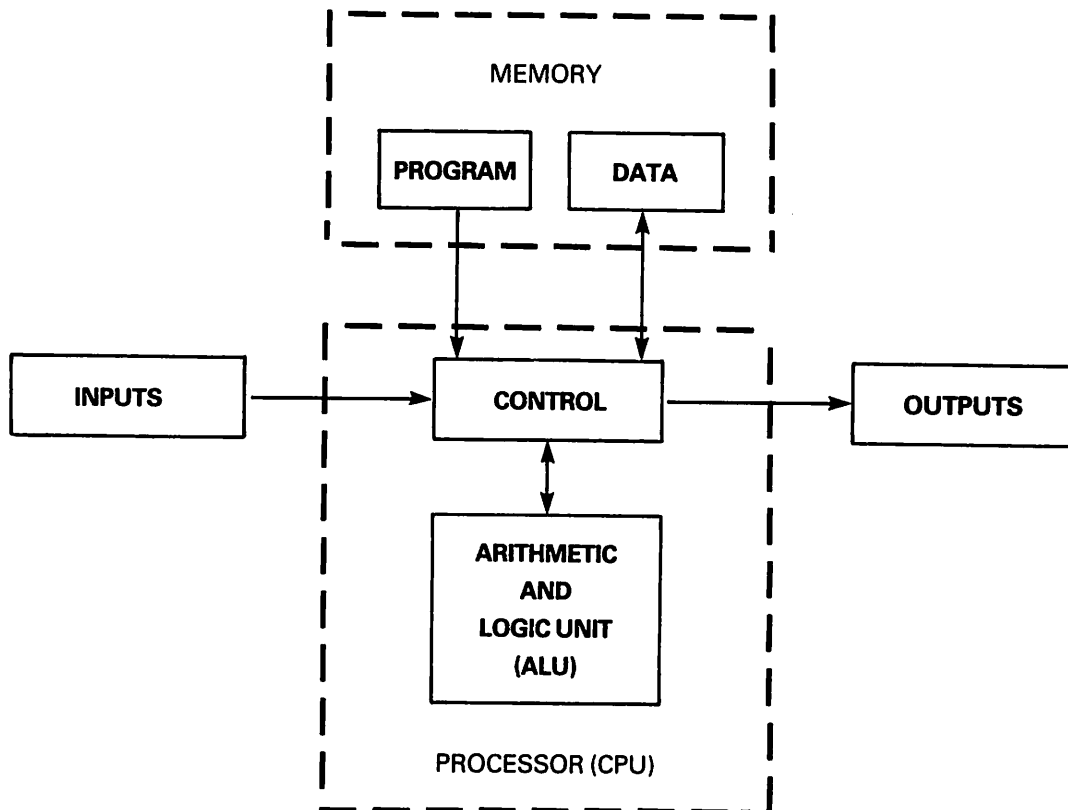 MEMORY
PROGRAM
DATA
INPUTS
CONTROL
OUTPUTS
ARITHMETIC
AND
LOGIC UNIT
(ALU)
PROCESSOR (CPU)